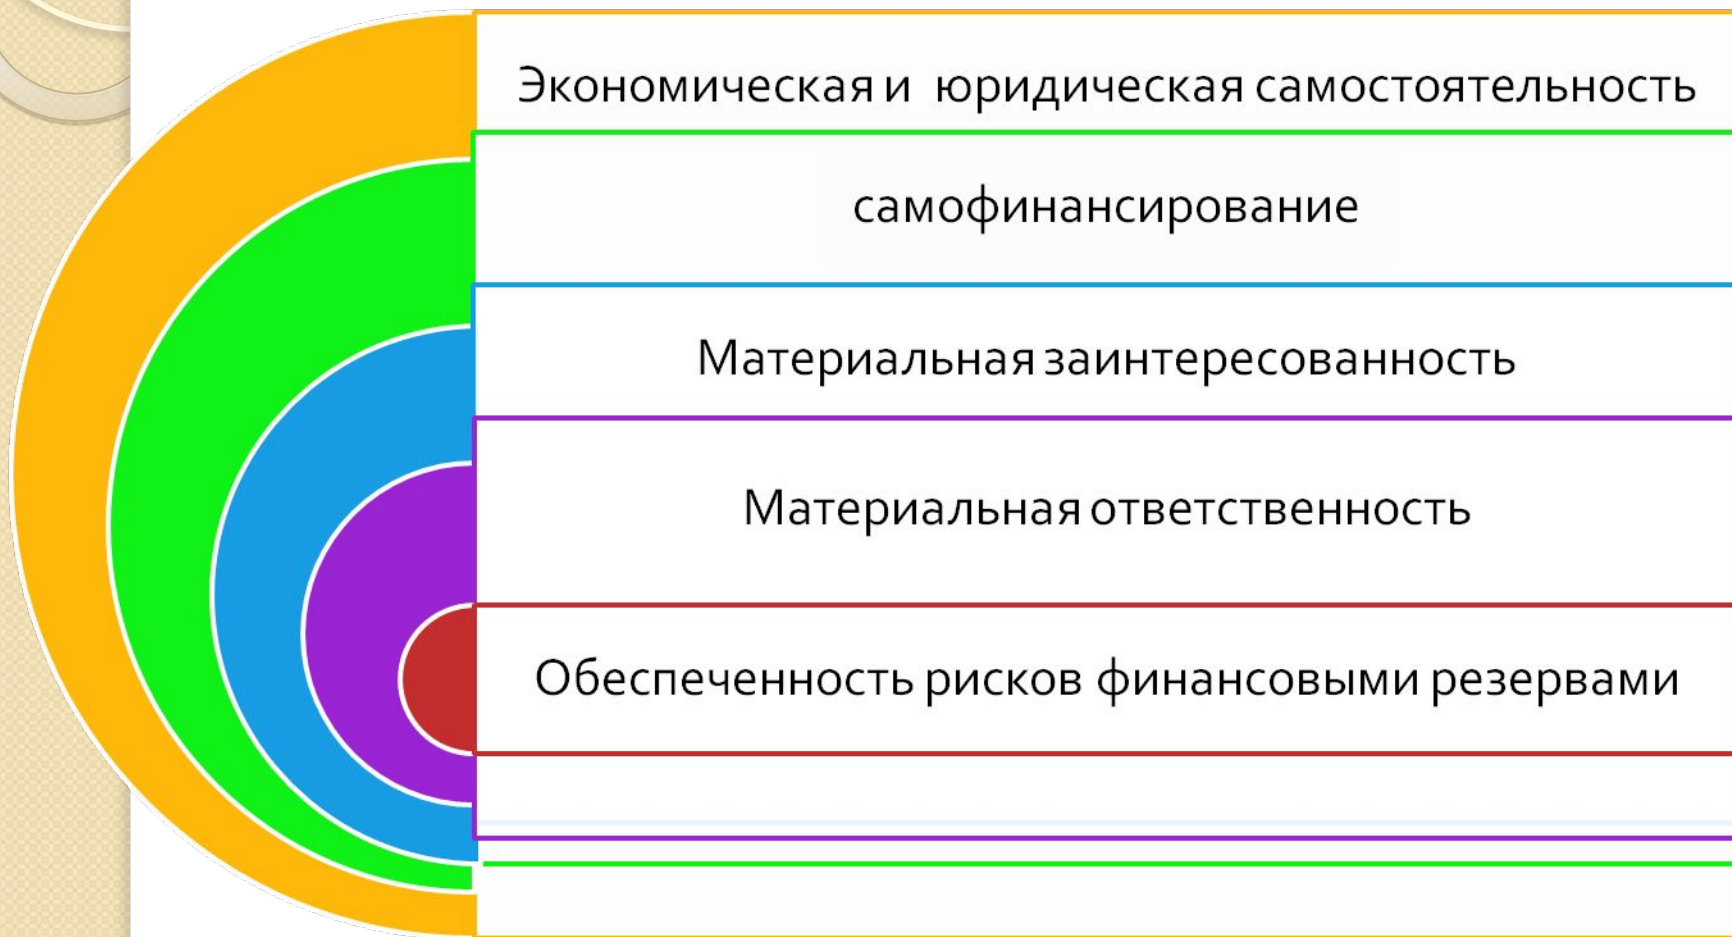 Экономическая и юридическая самостоятельность
самофинансирование
Материальная заинтересованность
Материальная ответственность
Обеспеченность рисков финансовыми резервами